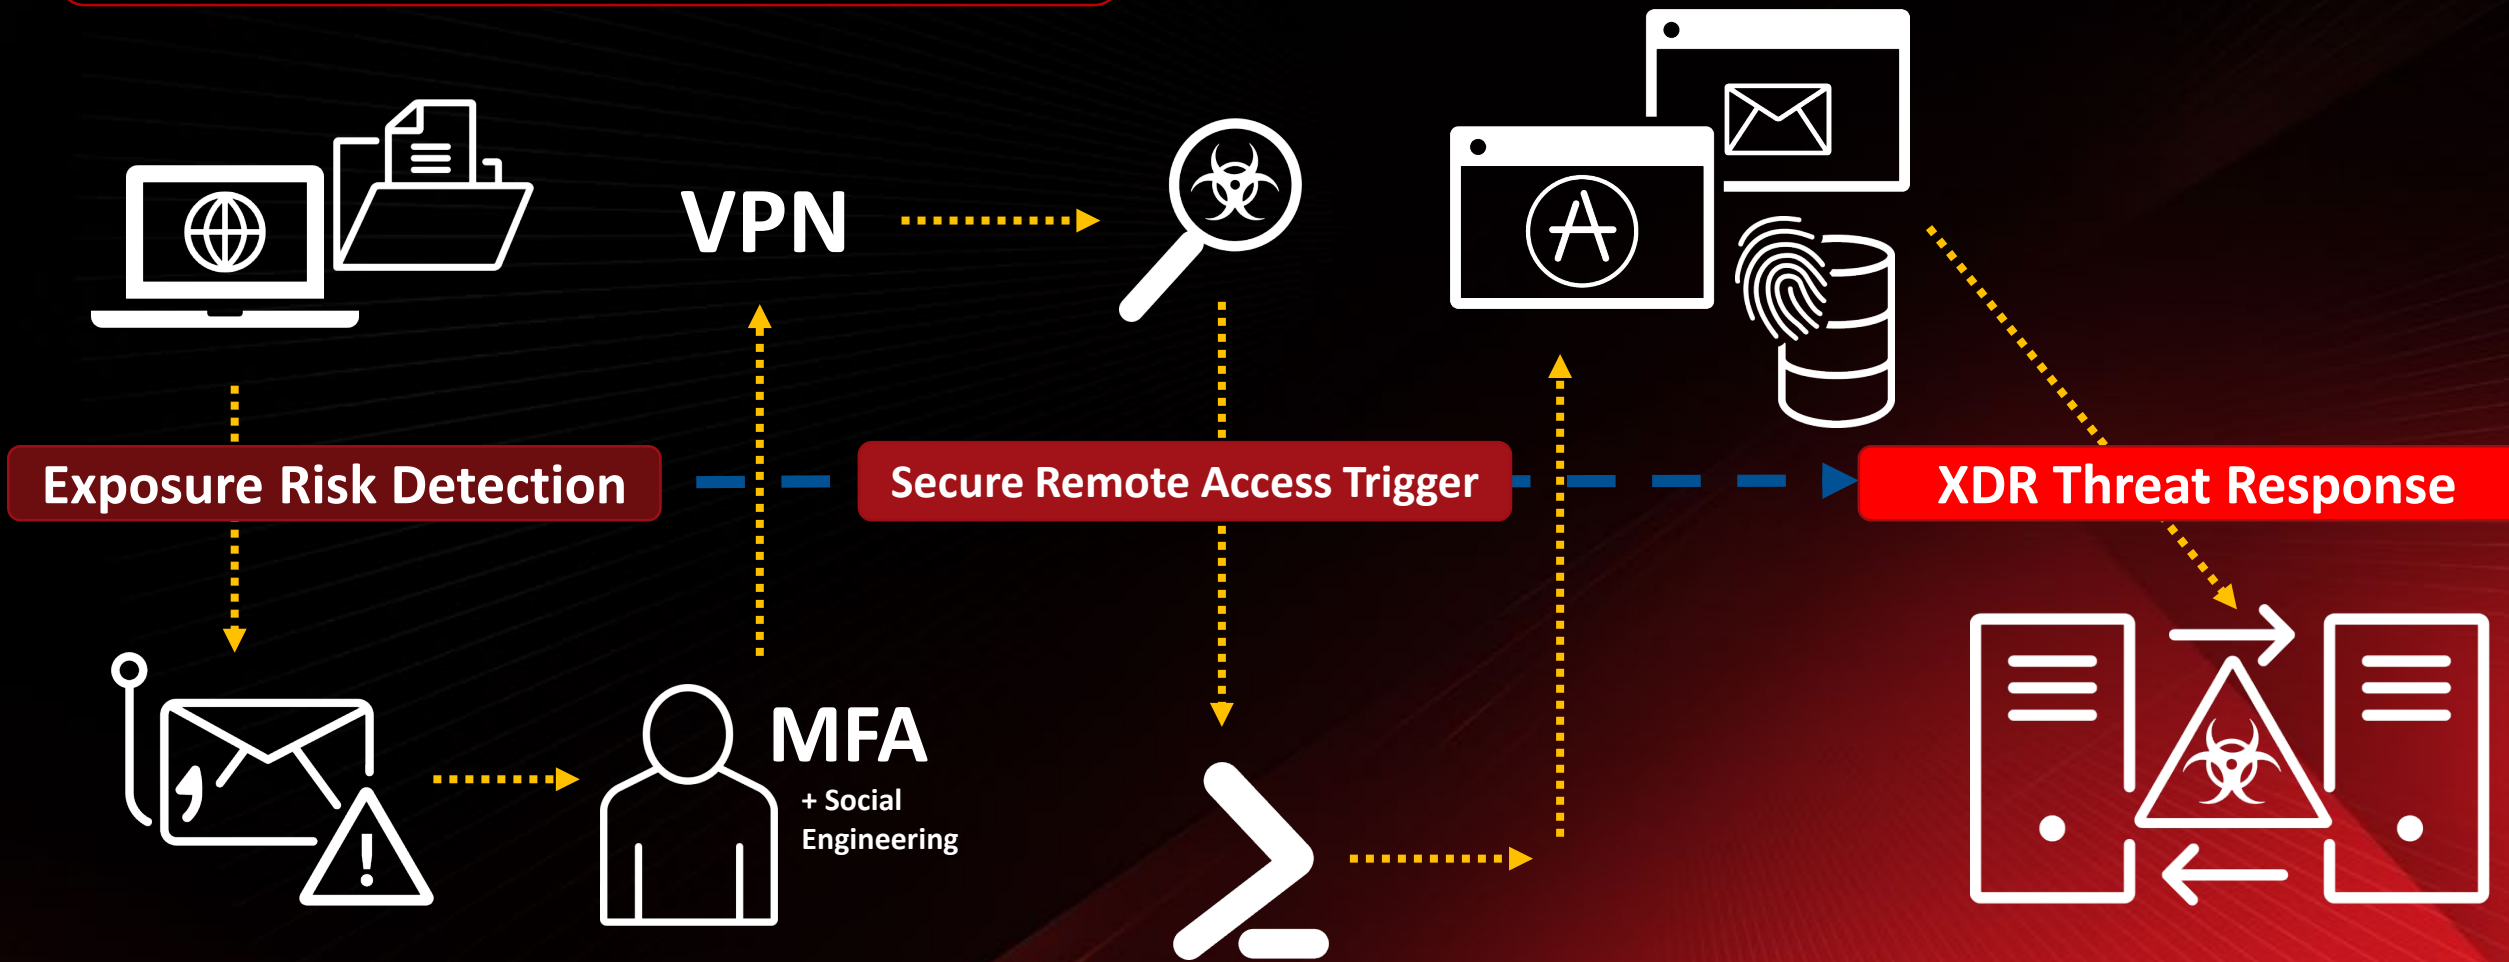 VPN
Exposure Risk Detection
Secure Remote Access Trigger
XDR Threat Response
MFA
+ Social
Engineering